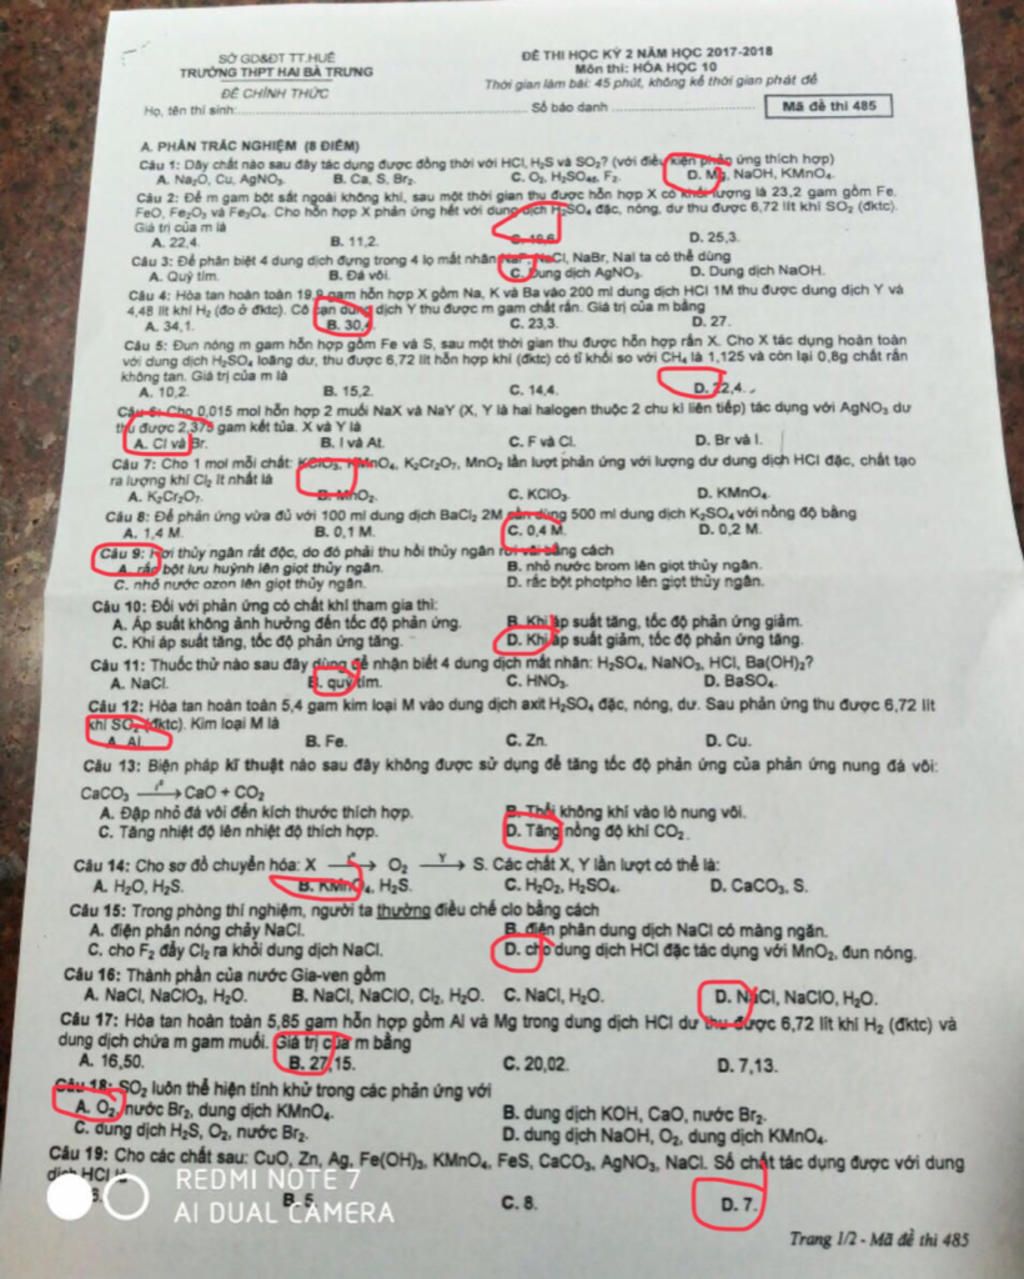 SỞ GD&ĐT TT.HUẾ
TRƯỜNG THPT HAI BÀ TRƯNG
ĐỀ CHÍNH THỨC
ĐỀ THI HỌC KỲ 2 NĂM HỌC 2017-2018
Môn thi: HÓA HỌC 10
Thời gian làm bài: 45 phút, không kể thời gian phát đề
Họ, tên thí sinh:........................ Số báo danh ........................ Mã đề thi 485
A. PHẦN TRẮC NGHIỆM (8 ĐIỂM)
Câu 1: Dãy chất nào sau đây tác dụng được đồng thời với HCl, H₂S và SO₂? (với điều kiện phản ứng thích hợp)
A. Na₂O, Cu, AgNO₃. B. Ca, S, Br₂. C. O₂, H₂SO₄₍đ₎, F₂. D. Mg, NaOH, KMnO₄.
Câu 2: Để m gam bột sắt ngoài không khí, sau một thời gian thu được hỗn hợp X có khối lượng là 23,2 gam gồm Fe,
FeO, Fe₂O₃ và Fe₃O₄. Cho hỗn hợp X phản ứng hết với dung dịch H₂SO₄ đặc, nóng, dư thu được 6,72 lít khí SO₂ (đktc).
Giá trị của m là
A. 22,4. B. 11,2. C. 19,6. D. 25,3.
Câu 3: Để phân biệt 4 dung dịch đựng trong 4 lọ mất nhãn NaF, NaCl, NaBr, NaI ta có thể dùng
A. Quỳ tím. B. Đá vôi. C. Dung dịch AgNO₃. D. Dung dịch NaOH.
Câu 4: Hòa tan hoàn toàn 19,9 gam hỗn hợp X gồm Na, K và Ba vào 200 ml dung dịch HCl 1M thu được dung dịch Y và
4,48 lít khí H₂ (đo ở đktc). Cô cạn dung dịch Y thu được m gam chất rắn. Giá trị của m bằng
A. 34,1. B. 30,4. C. 23,3. D. 27.
Câu 5: Đun nóng m gam hỗn hợp gồm Fe và S, sau một thời gian thu được hỗn hợp rắn X. Cho X tác dụng hoàn toàn
với dung dịch H₂SO₄ loãng dư, thu được 6,72 lít hỗn hợp khí (đktc) có tỉ khối so với CH₄ là 1,125 và còn lại 0,8g chất rắn
không tan. Giá trị của m là
A. 10,2. B. 15,2. C. 14,4. D. 22,4.
Câu 6: Cho 0,015 mol hỗn hợp 2 muối NaX và NaY (X, Y là hai halogen thuộc 2 chu kì liên tiếp) tác dụng với AgNO₃ dư
thu được 2,375 gam kết tủa. X và Y là
A. Cl và Br. B. I và At. C. F và Cl. D. Br và I.
Câu 7: Cho 1 mol mỗi chất: KClO₃, KMnO₄, K₂Cr₂O₇, MnO₂ lần lượt phản ứng với lượng dư dung dịch HCl đặc, chất tạo
ra lượng khí Cl₂ ít nhất là
A. K₂Cr₂O₇. B. MnO₂. C. KClO₃. D. KMnO₄.
Câu 8: Để phản ứng vừa đủ với 100 ml dung dịch BaCl₂ 2M cần dùng 500 ml dung dịch K₂SO₄ với nồng độ bằng
A. 1,4 M. B. 0,1 M. C. 0,4 M. D. 0,2 M.
Câu 9: Hơi thủy ngân rất độc, do đó phải thu hồi thủy ngân rơi vãi bằng cách
A. rắc bột lưu huỳnh lên giọt thủy ngân. B. nhỏ nước brom lên giọt thủy ngân.
C. nhỏ nước ozon lên giọt thủy ngân. D. rắc bột photpho lên giọt thủy ngân.
Câu 10: Đối với phản ứng có chất khí tham gia thì:
A. Áp suất không ảnh hưởng đến tốc độ phản ứng. B. Khi áp suất tăng, tốc độ phản ứng giảm.
C. Khi áp suất tăng, tốc độ phản ứng tăng. D. Khi áp suất giảm, tốc độ phản ứng tăng.
Câu 11: Thuốc thử nào sau đây dùng để nhận biết 4 dung dịch mất nhãn: H₂SO₄, NaNO₃, HCl, Ba(OH)₂?
A. NaCl. B. quỳ tím. C. HNO₃. D. BaSO₄.
Câu 12: Hòa tan hoàn toàn 5,4 gam kim loại M vào dung dịch axit H₂SO₄ đặc, nóng, dư. Sau phản ứng thu được 6,72 lít
khí SO₂ (đktc). Kim loại M là
A. Al. B. Fe. C. Zn. D. Cu.
Câu 13: Biện pháp kĩ thuật nào sau đây không được sử dụng để tăng tốc độ phản ứng của phản ứng nung đá vôi:
CaCO₃ —t°→ CaO + CO₂
A. Đập nhỏ đá vôi đến kích thước thích hợp. B. Thổi không khí vào lò nung vôi.
C. Tăng nhiệt độ lên nhiệt độ thích hợp. D. Tăng nồng độ khí CO₂.
Câu 14: Cho sơ đồ chuyển hóa: X —t°→ O₂ —Y→ S. Các chất X, Y lần lượt có thể là:
A. H₂O, H₂S. B. KMnO₄, H₂S. C. H₂O₂, H₂SO₄. D. CaCO₃, S.
Câu 15: Trong phòng thí nghiệm, người ta thường điều chế clo bằng cách
A. điện phân nóng chảy NaCl. B. điện phân dung dịch NaCl có màng ngăn.
C. cho F₂ đẩy Cl₂ ra khỏi dung dịch NaCl. D. cho dung dịch HCl đặc tác dụng với MnO₂, đun nóng.
Câu 16: Thành phần của nước Gia-ven gồm
A. NaCl, NaClO₃, H₂O. B. NaCl, NaClO, Cl₂, H₂O. C. NaCl, H₂O. D. NaCl, NaClO, H₂O.
Câu 17: Hòa tan hoàn toàn 5,85 gam hỗn hợp gồm Al và Mg trong dung dịch HCl dư thu được 6,72 lít khí H₂ (đktc) và
dung dịch chứa m gam muối. Giá trị của m bằng
A. 16,50. B. 27,15. C. 20,02. D. 7,13.
Câu 18: SO₂ luôn thể hiện tính khử trong các phản ứng với
A. O₂, nước Br₂, dung dịch KMnO₄. B. dung dịch KOH, CaO, nước Br₂.
C. dung dịch H₂S, O₂, nước Br₂. D. dung dịch NaOH, O₂, dung dịch KMnO₄.
Câu 19: Cho các chất sau: CuO, Zn, Ag, Fe(OH)₃, KMnO₄, FeS, CaCO₃, AgNO₃, NaCl. Số chất tác dụng được với dung
dịch HCl là
6. B. 5. C. 8. D. 7.
REDMI NOTE 7
AI DUAL CAMERA
Trang 1/2 - Mã đề thi 485